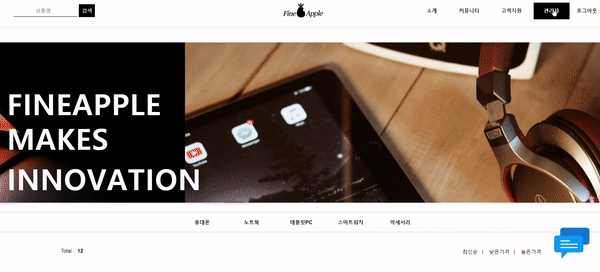 상품명 검색 Fine Apple 소개 커뮤니티 고객지원 관리자 로그아웃
FINEAPPLE
MAKES
INNOVATION
휴대폰 노트북 태블릿PC 스마트워치 악세서리
Total : 12 최신순 | 낮은가격 | 높은가격